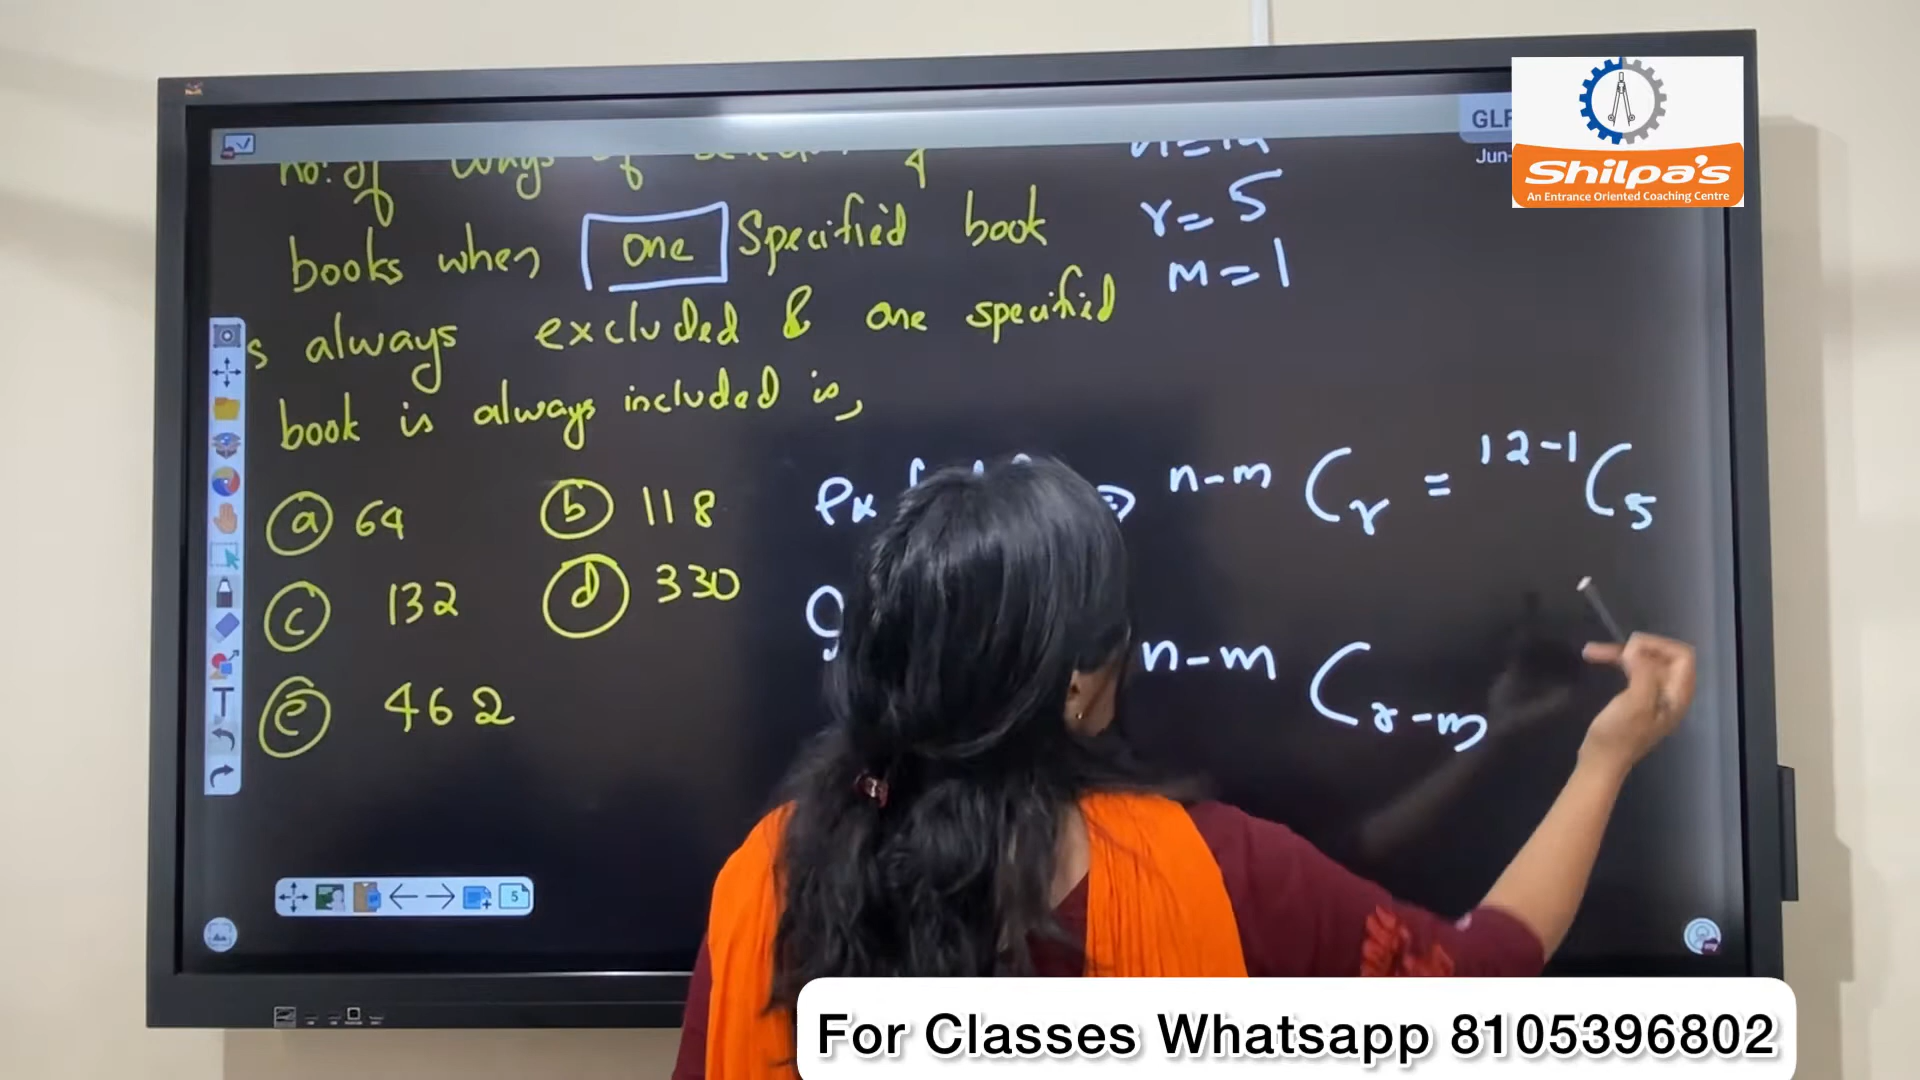 no: of ways of
books when one Specified book
s always excluded & one specified
book is always included is,
a 64
b 118
c 132
d 330
e 462
r = 5
m = 1
n-m C r = 12-1 C 5
n-m C r-m
GLF
Jun-
Shilpa's
An Entrance Oriented Coaching Centre
5
For Classes Whatsapp 8105396802